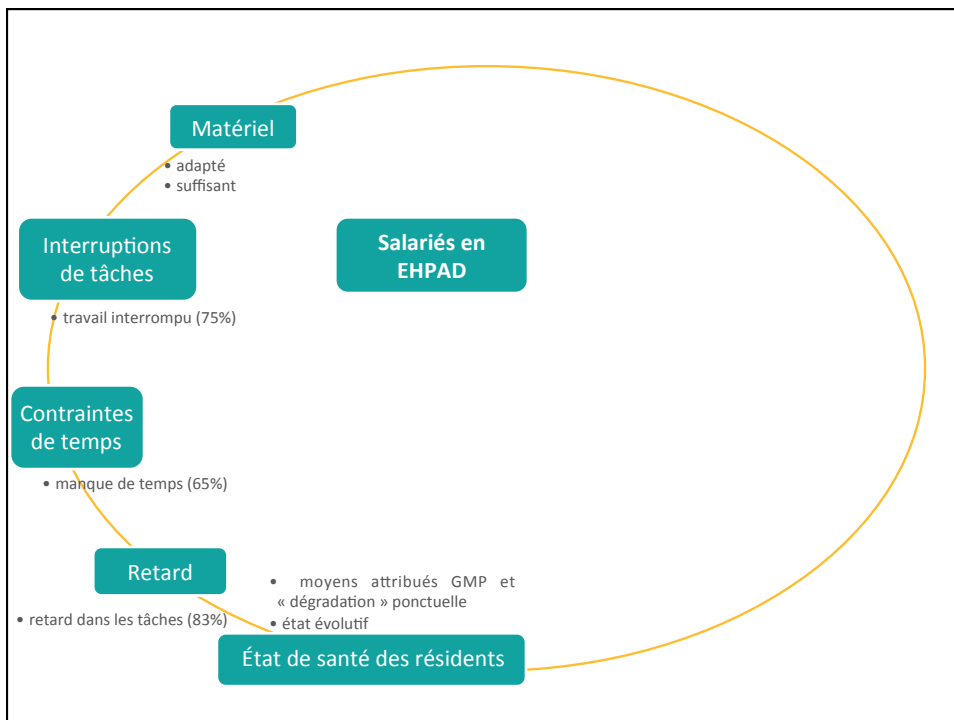 Matériel
• adapté
• suffisant
Interruptions
de tâches
• travail interrompu (75%)
Salariés en
EHPAD
Contraintes
de temps
• manque de temps (65%)
Retard
• retard dans les tâches (83%)
• moyens attribués GMP et
« dégradation » ponctuelle
• état évolutif
État de santé des résidents